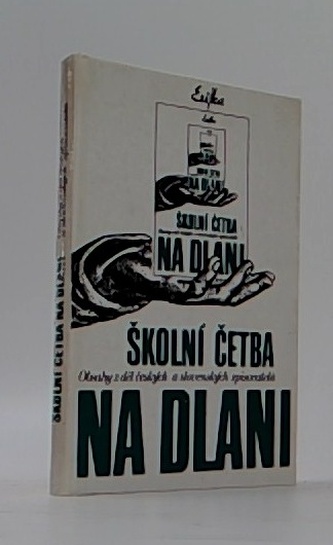 Erika
ŠKOLNÍ ČETBA
NA DLANI
ŠKOLNÍ ČETBA
Obsahy z děl českých a slovenských spisovatelů
NA DLANI
ŠKOLNÍ ČETBA NA DLANI